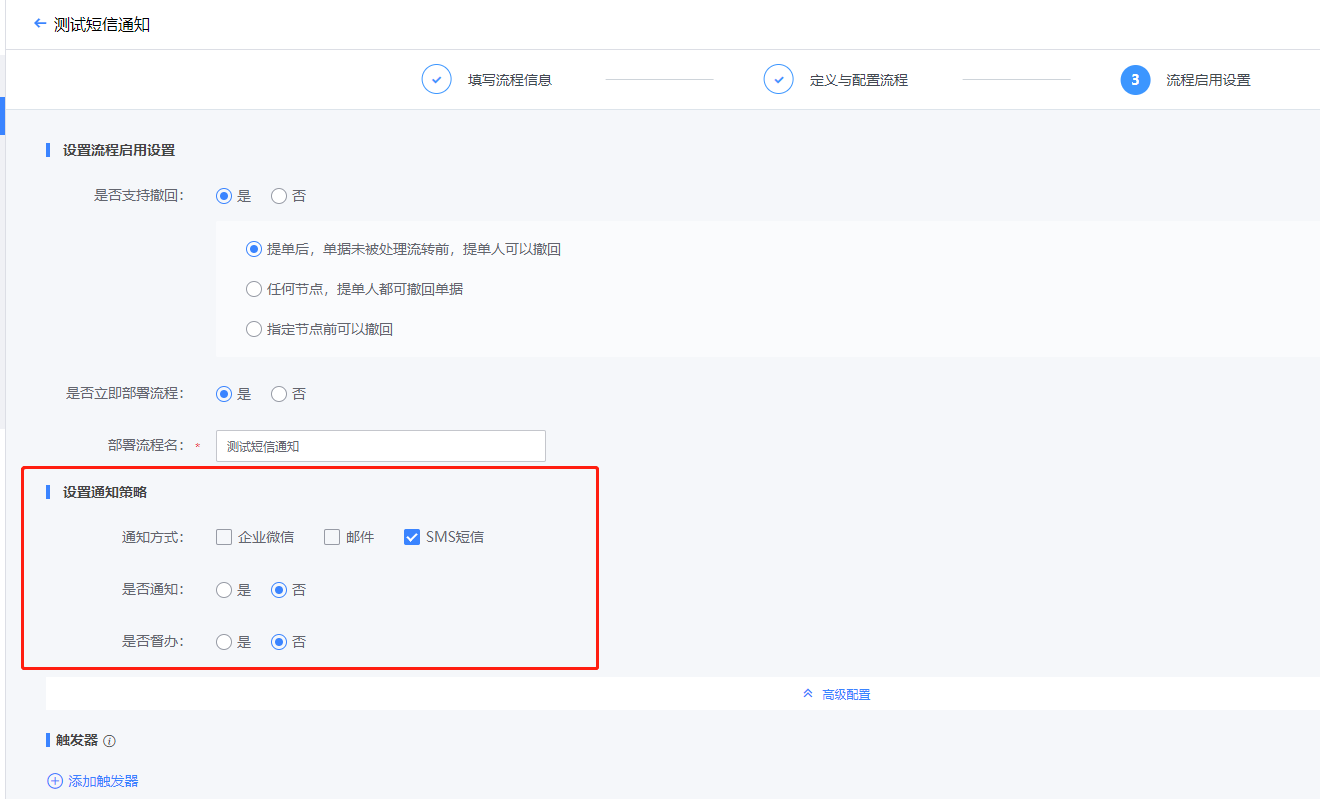 测试短信通知
填写流程信息
定义与配置流程
3 流程启用设置
设置流程启用设置
是否支持撤回： 是 否
提单后，单据未被处理流转前，提单人可以撤回
任何节点，提单人都可撤回单据
指定节点前可以撤回
是否立即部署流程： 是 否
部署流程名： * 测试短信通知
设置通知策略
通知方式： 企业微信 邮件 SMS短信
是否通知： 是 否
是否督办： 是 否
高级配置
触发器
添加触发器